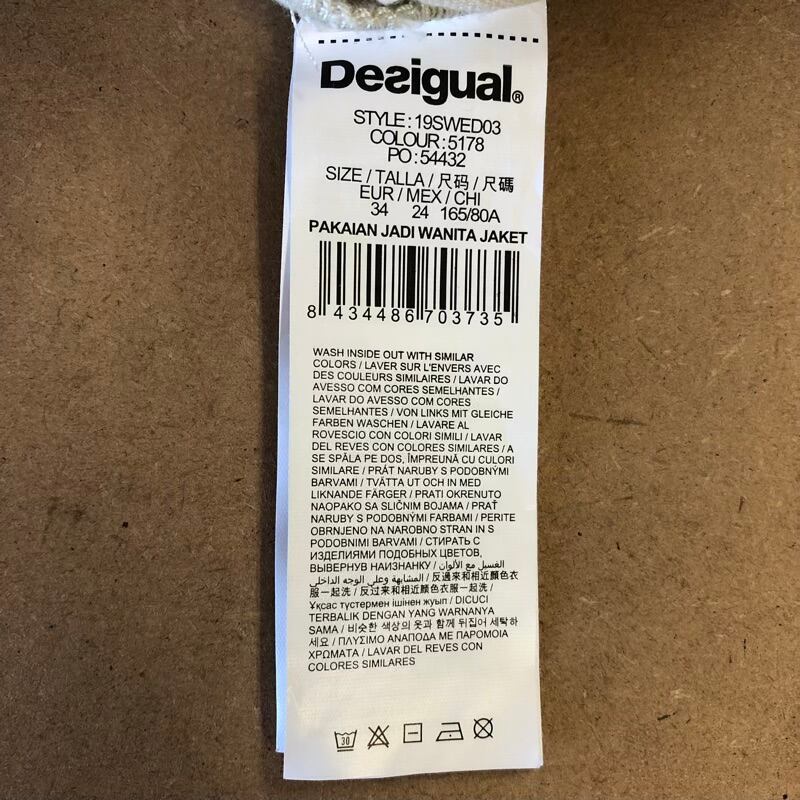 Desigual®
STYLE : 19SWED03
COLOUR : 5178
PO : 54432
SIZE / TALLA / 尺码 / 尺碼
EUR / MEX / CHI
34 24 165/80A
PAKAIAN JADI WANITA JAKET
8 434486 703735
WASH INSIDE OUT WITH SIMILAR
COLORS / LAVER SUR L'ENVERS AVEC
DES COULEURS SIMILAIRES / LAVAR DO
AVESSO COM CORES SEMELHANTES /
LAVAR DO AVESSO COM CORES
SEMELHANTES / VON LINKS MIT GLEICHE
FARBEN WASCHEN / LAVARE AL
ROVESCIO CON COLORI SIMILI / LAVAR
DEL REVES CON COLORES SIMILARES / A
SE SPĂLA PE DOS, ÎMPREUNĂ CU CULORI
SIMILARE / PRÁT NARUBY S PODOBNÝMI
BARVAMI / TVÄTTA UT OCH IN MED
LIKNANDE FÄRGER / PRATI OKRENUTO
NAOPAKO SA SLIČNIM BOJAMA / PRAŤ
NARUBY S PODOBNÝMI FARBAMI / PERITE
OBRNJENO NA NAROBNO STRAN IN S
PODOBNIMI BARVAMI / СТИРАТЬ С
ИЗДЕЛИЯМИ ПОДОБНЫХ ЦВЕТОВ,
ВЫВЕРНУВ НАИЗНАНКУ / الغسيل مع الألوان
المشابهة وعلى الوجه الداخلي / 反過來和相近顏色衣
服一起洗 / 反过来和相近颜色衣服一起洗 /
Ұқсас түстермен ішінен жуып / DICUCI
TERBALIK DENGAN YANG WARNANYA
SAMA / 비슷한 색상의 옷과 함께 뒤집어 세탁하
세요 / ΠΛΥΣΙΜΟ ΑΝΑΠΟΔΑ ΜΕ ΠΑΡΟΜΟΙΑ
ΧΡΩΜΑΤΑ / LAVAR DEL REVES CON
COLORES SIMILARES
30